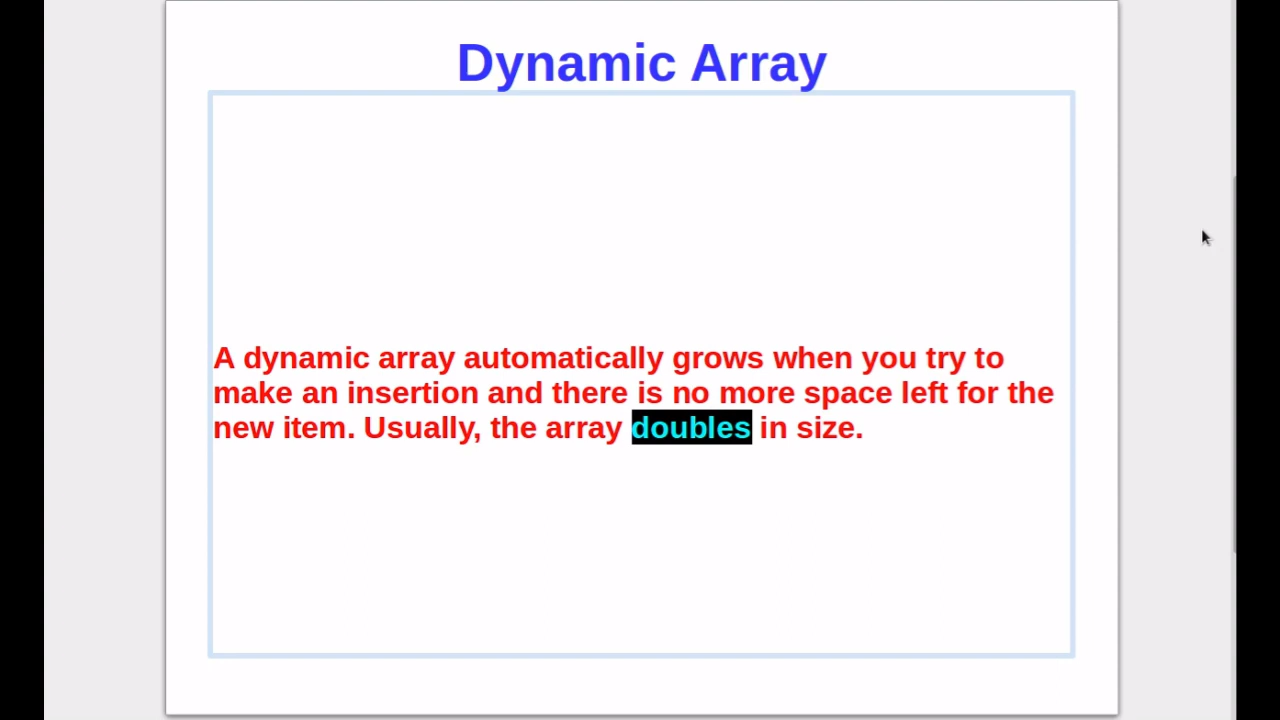 Dynamic Array
A dynamic array automatically grows when you try to
make an insertion and there is no more space left for the
new item. Usually, the array doubles in size.